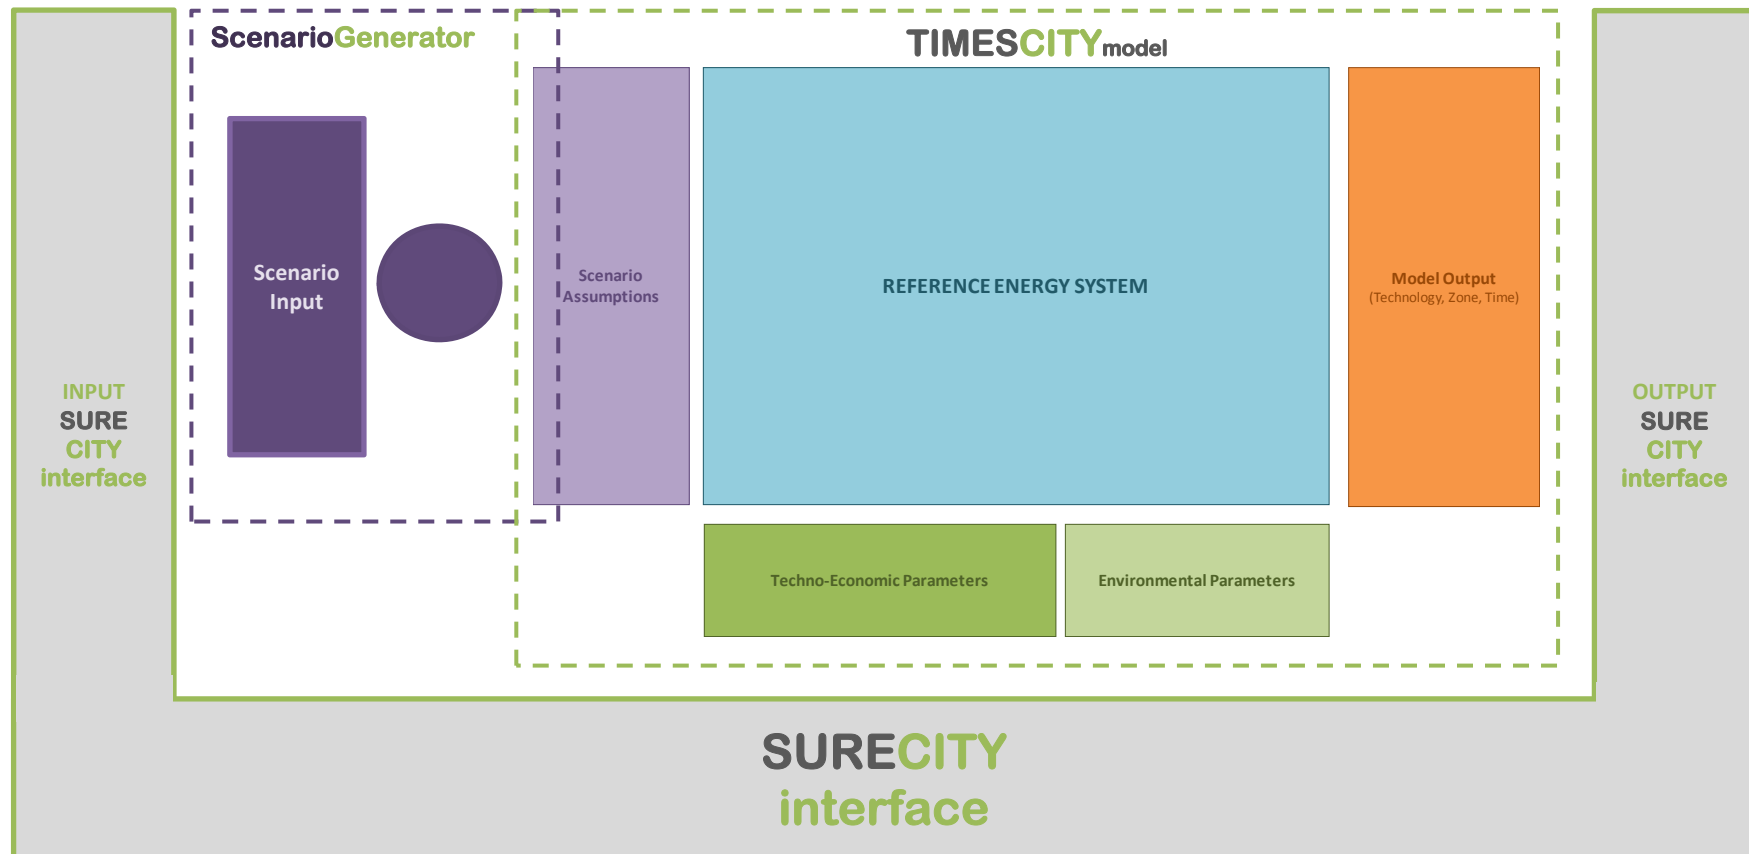 ScenarioGenerator
TIMESCITYmodel
Scenario
Input
Scenario
Assumptions
REFERENCE ENERGY SYSTEM
Model Output
(Technology, Zone, Time)
INPUT
SURE
CITY
interface
OUTPUT
SURE
CITY
interface
Techno-Economic Parameters
Environmental Parameters
SURECITY
interface